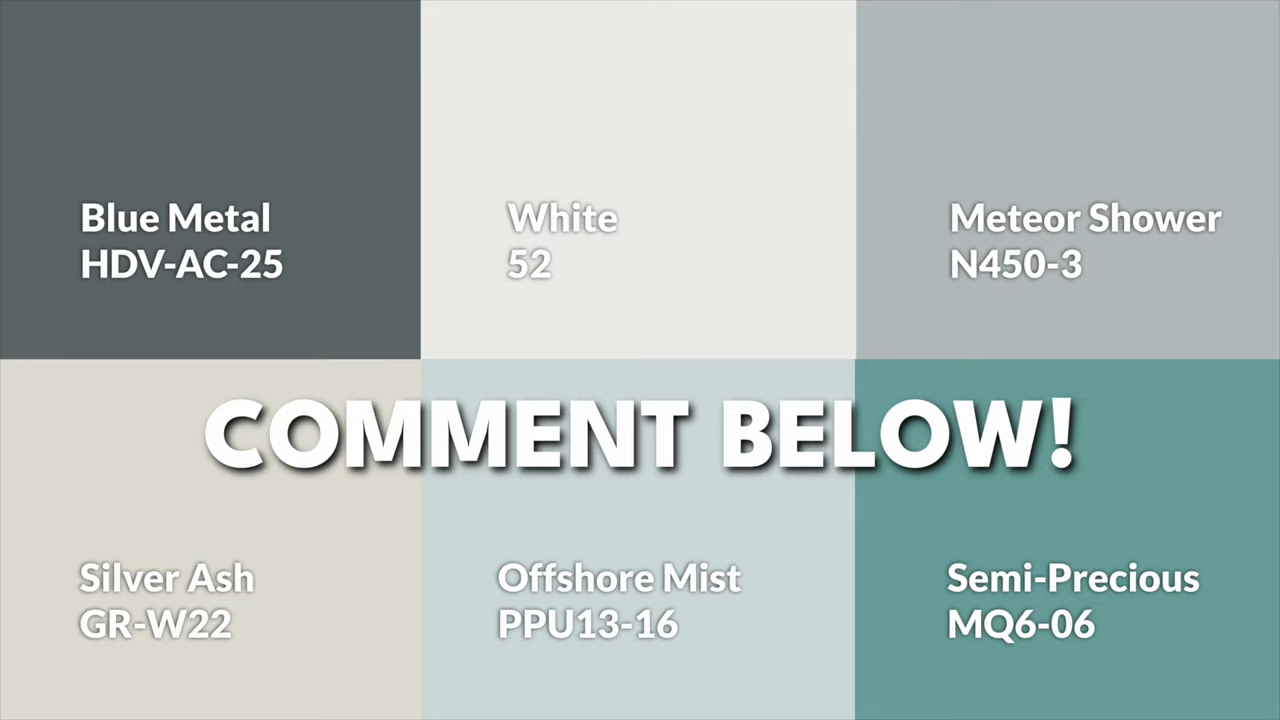 Blue Metal
HDV-AC-25
White
52
Meteor Shower
N450-3
COMMENT BELOW!
Silver Ash
GR-W22
Offshore Mist
PPU13-16
Semi-Precious
MQ6-06